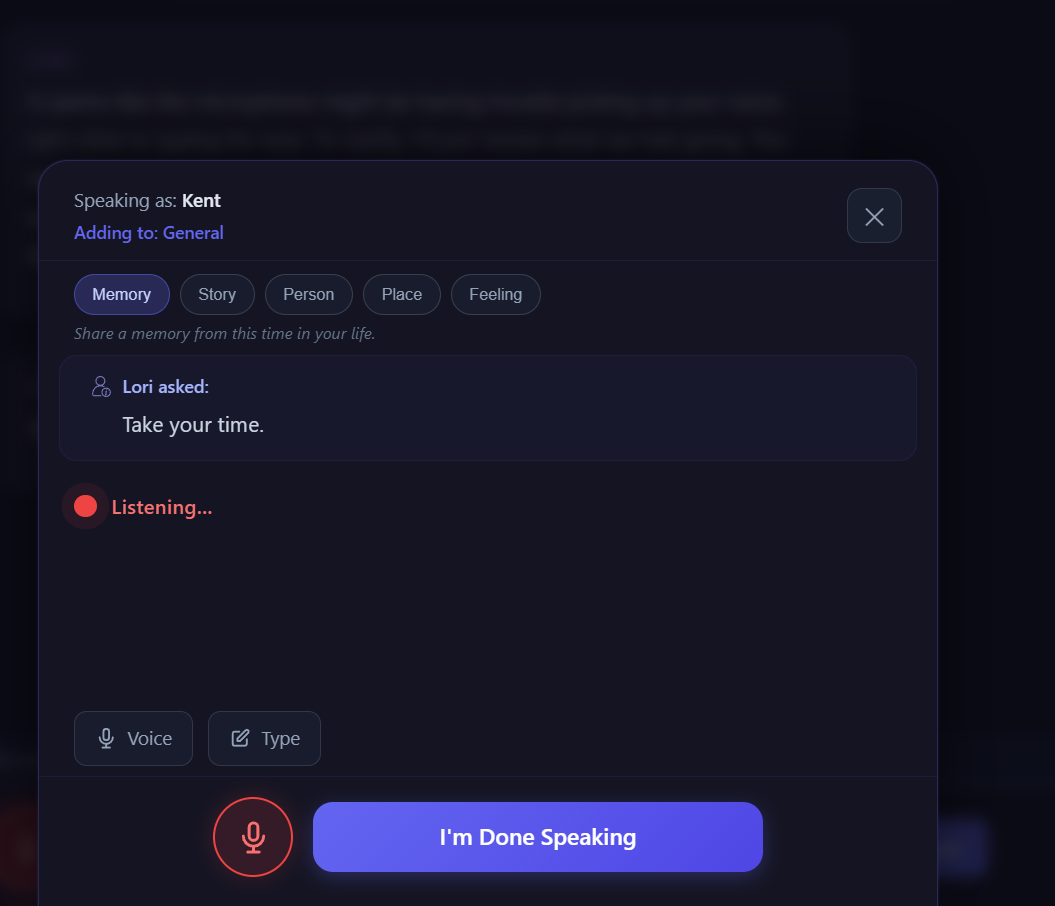 Speaking as: Kent
Adding to: General
Memory Story Person Place Feeling
Share a memory from this time in your life.
Lori asked:
Take your time.
Listening...
Voice Type
I'm Done Speaking